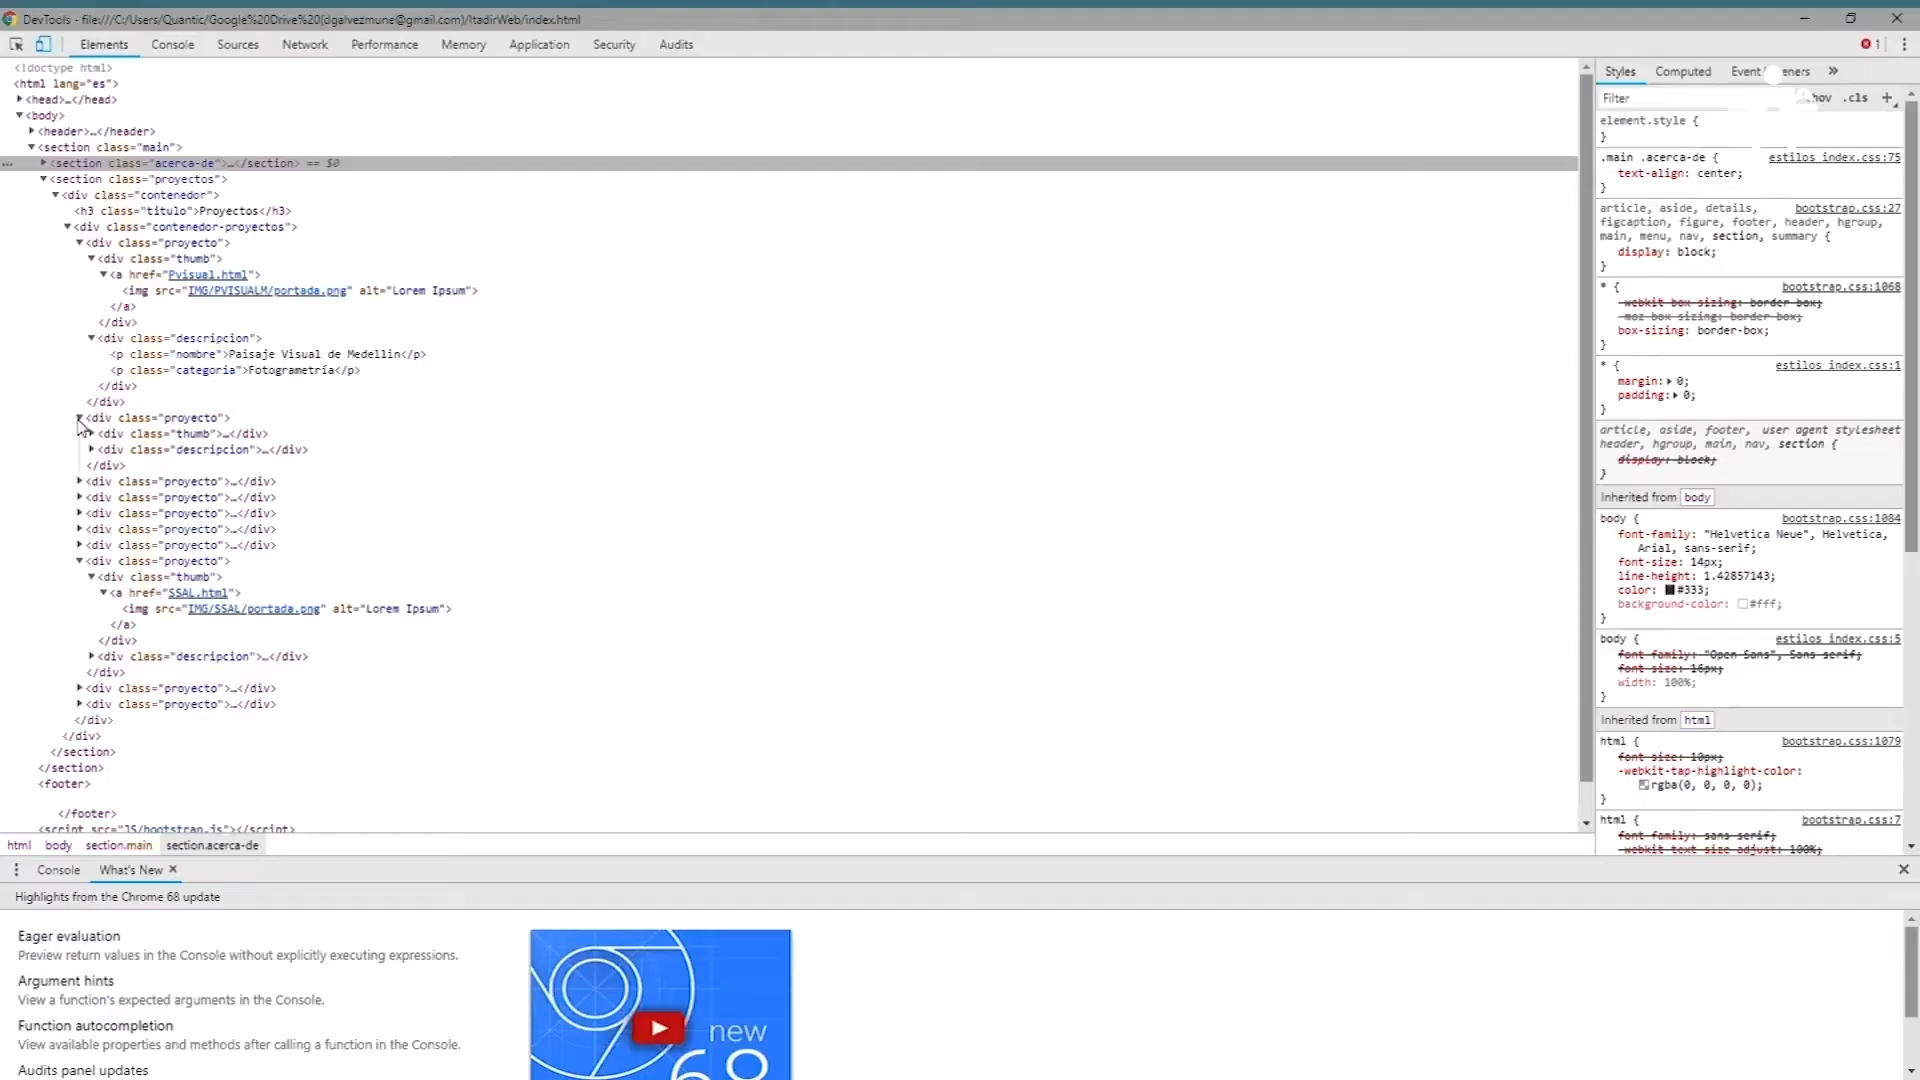 DevTools - file:///C:/Users/Quantic/Google%20Drive%20(dgalvezmune@gmail.com)/ItadirWeb/index.html
Elements Console Sources Network Performance Memory Application Security Audits 1
<!doctype html>
<html lang="es">
<head>…</head>
<body>
<header>…</header>
<section class="main">
… <section class="acerca-de">…</section> == $0
<section class="proyectos">
<div class="contenedor">
<h3 class="titulo">Proyectos</h3>
<div class="contenedor-proyectos">
<div class="proyecto">
<div class="thumb">
<a href="Pvisual.html">
<img src="IMG/PVISUALM/portada.png" alt="Lorem Ipsum">
</a>
</div>
<div class="descripcion">
<p class="nombre">Paisaje Visual de Medellin</p>
<p class="categoria">Fotogrametría</p>
</div>
</div>
<div class="proyecto">
<div class="thumb">…</div>
<div class="descripcion">…</div>
</div>
<div class="proyecto">…</div>
<div class="proyecto">…</div>
<div class="proyecto">…</div>
<div class="proyecto">…</div>
<div class="proyecto">…</div>
<div class="proyecto">
<div class="thumb">
<a href="SSAL.html">
<img src="IMG/SSAL/portada.png" alt="Lorem Ipsum">
</a>
</div>
<div class="descripcion">…</div>
</div>
<div class="proyecto">…</div>
<div class="proyecto">…</div>
</div>
</div>
</section>
</section>
<footer>
</footer>
<script src="JS/bootstrap.js"></script>
html body section.main section.acerca-de
Styles Computed Event »
Filter .cls +
element.style {
}
.main .acerca-de { estilos index.css:75
text-align: center;
}
article, aside, details, bootstrap.css:27
figcaption, figure, footer, header, hgroup,
main, menu, nav, section, summary {
display: block;
}
* { bootstrap.css:1068
-webkit-box-sizing: border-box;
-moz-box-sizing: border-box;
box-sizing: border-box;
}
* { estilos index.css:1
margin: 0;
padding: 0;
}
article, aside, footer, user agent stylesheet
header, hgroup, main, nav, section {
display: block;
}
Inherited from body
body { bootstrap.css:1084
font-family: "Helvetica Neue", Helvetica,
Arial, sans-serif;
font-size: 14px;
line-height: 1.42857143;
color: #333;
background-color: #fff;
}
body { estilos index.css:5
font-family: "Open Sans", Sans-serif;
font-size: 16px;
width: 100%;
}
Inherited from html
html { bootstrap.css:1079
font-size: 10px;
-webkit-tap-highlight-color:
rgba(0, 0, 0, 0);
}
html { bootstrap.css:7
font-family: sans-serif;
-webkit-text-size-adjust: 100%;
Console What's New
Highlights from the Chrome 68 update
Eager evaluation
Preview return values in the Console without explicitly executing expressions.
Argument hints
View a function's expected arguments in the Console.
Function autocompletion
View available properties and methods after calling a function in the Console.
Audits panel updates
new
68